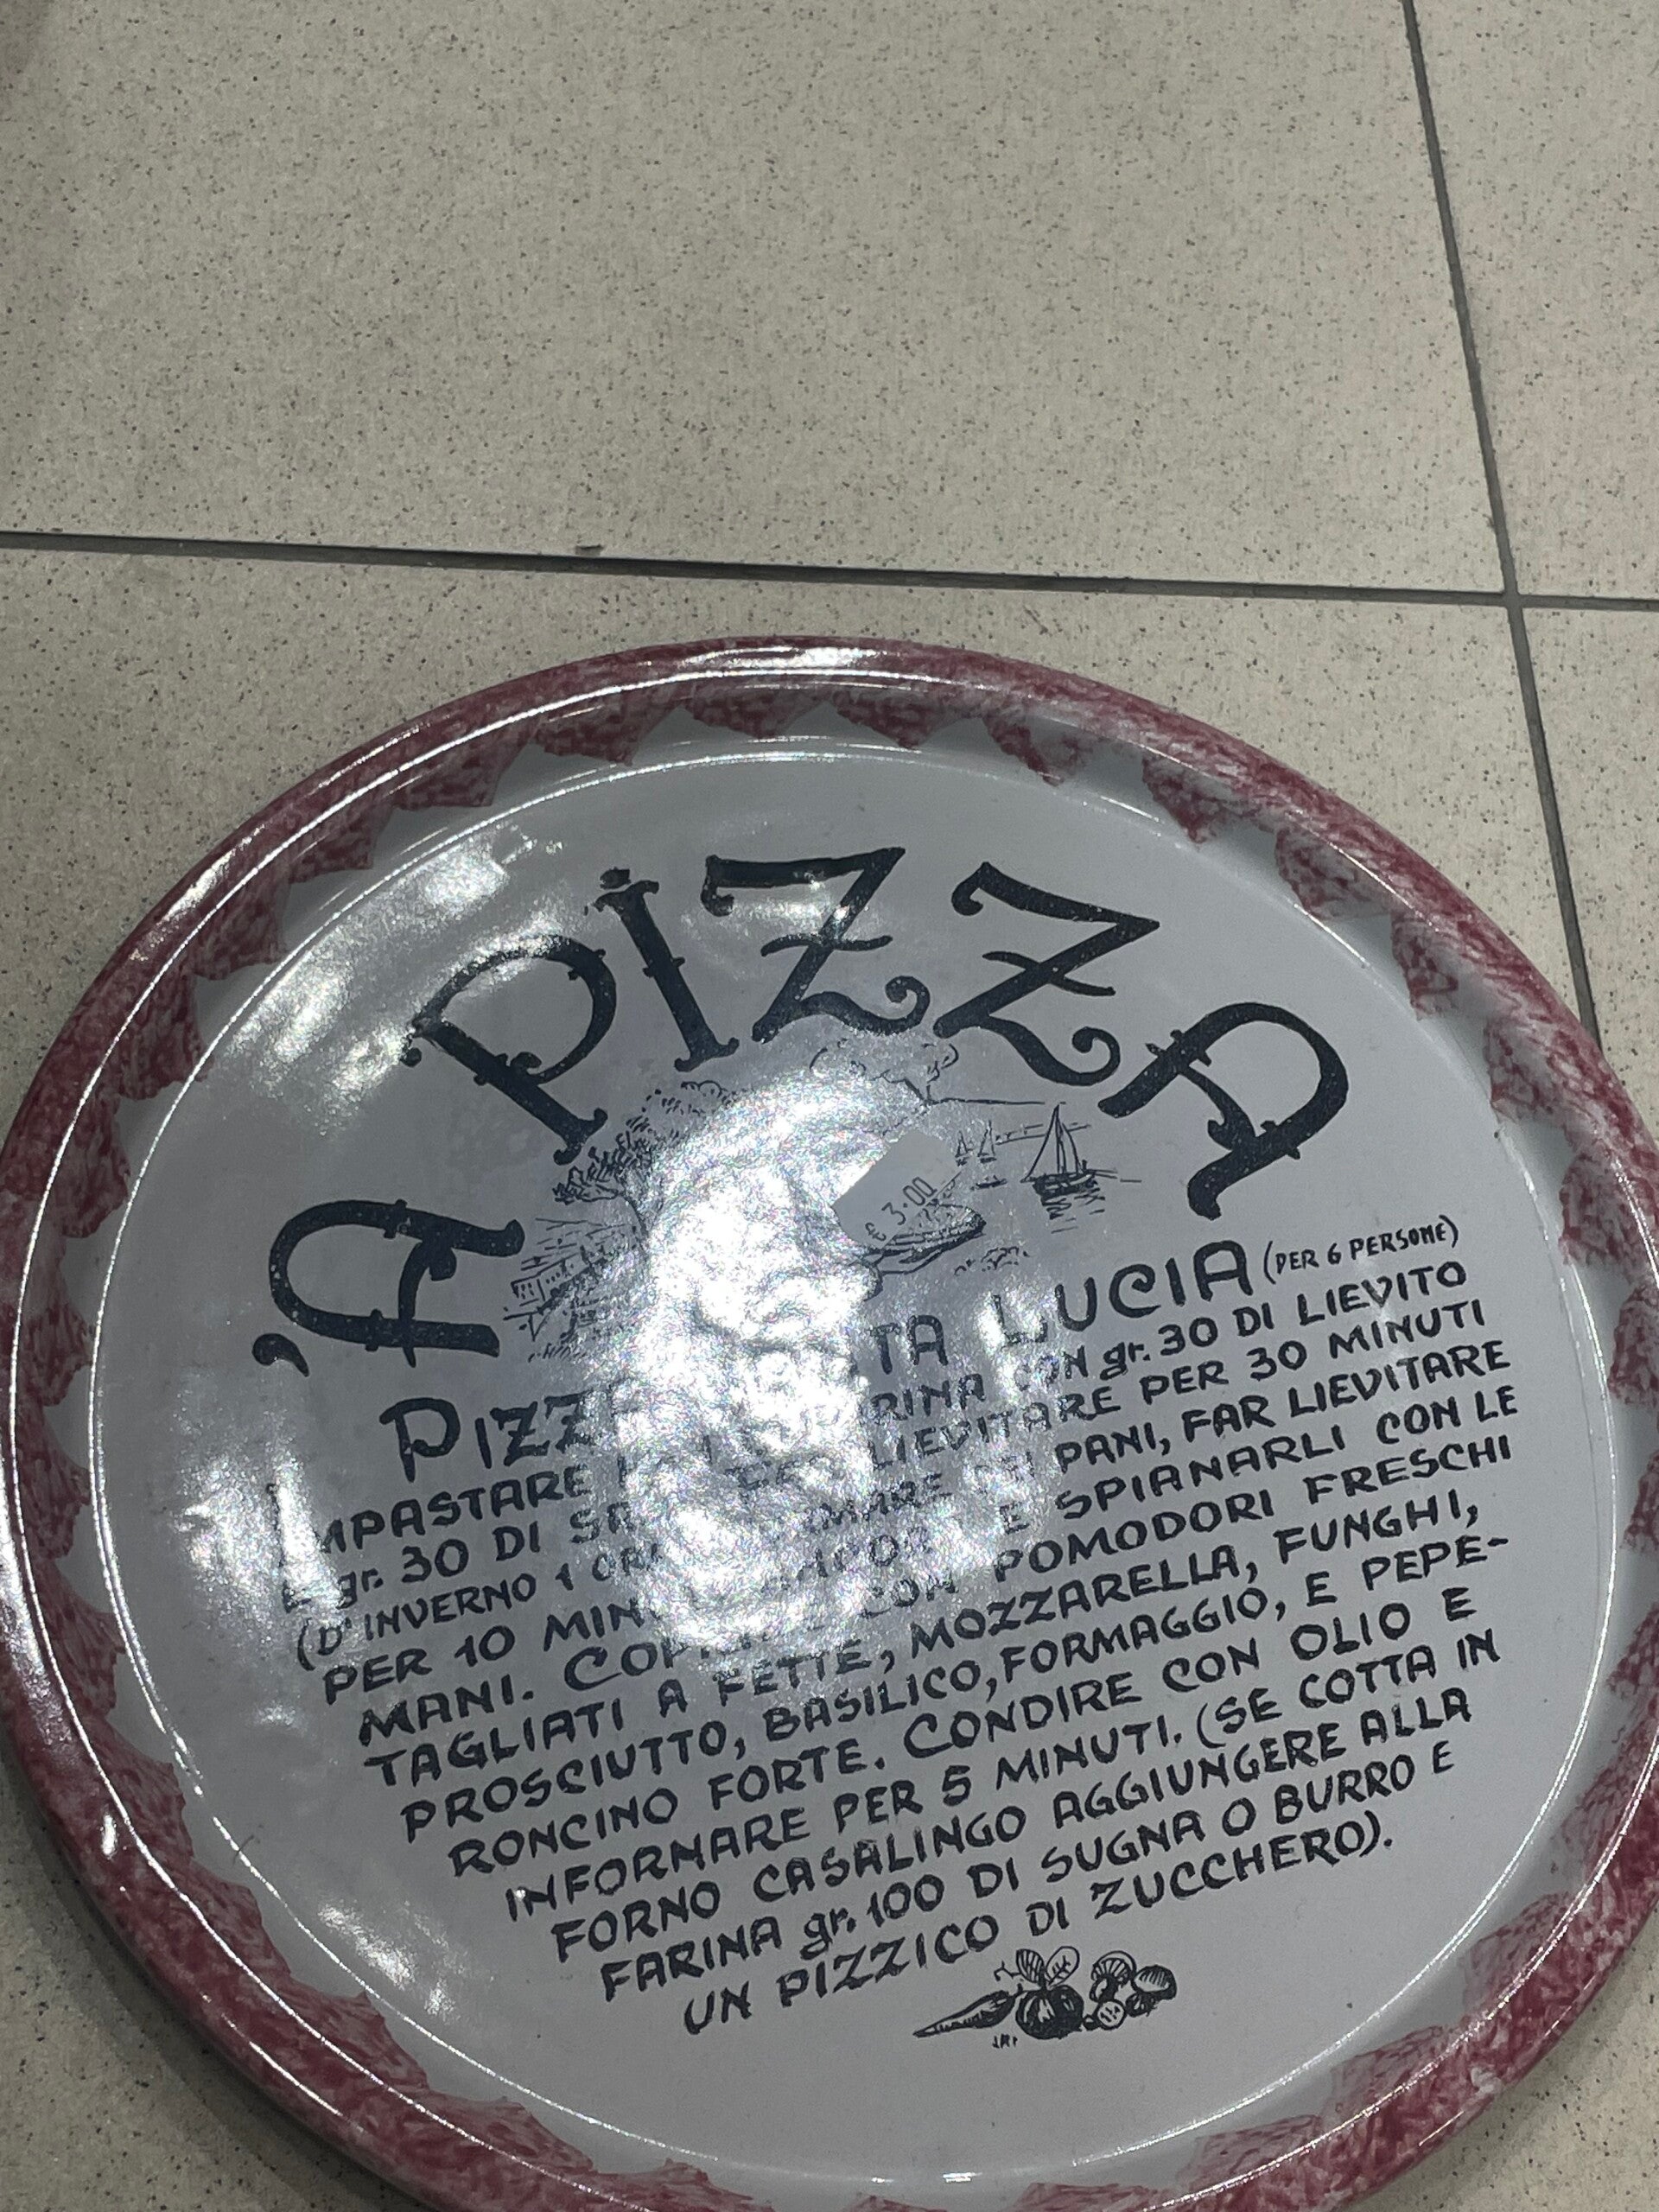 'A PIZZA
€ 3.00
LUCIA (PER 6 PERSONE)
IMPASTARE CON gr. 30 DI LIEVITO
E gr. 30 DI LIEVITARE PER 30 MINUTI
(D'INVERNO 1 PANI, FAR LIEVITARE
PER 10 E SPIANARLI CON LE
MANI. CON POMODORI FRESCHI
TAGLIATI A FETTE, MOZZARELLA, FUNGHI,
PROSCIUTTO, BASILICO, FORMAGGIO, E PEPE-
RONCINO FORTE. CONDIRE CON OLIO E
INFORNARE PER 5 MINUTI. (SE COTTA IN
FORNO CASALINGO AGGIUNGERE ALLA
FARINA gr. 100 DI SUGNA O BURRO E
UN PIZZICO DI ZUCCHERO).